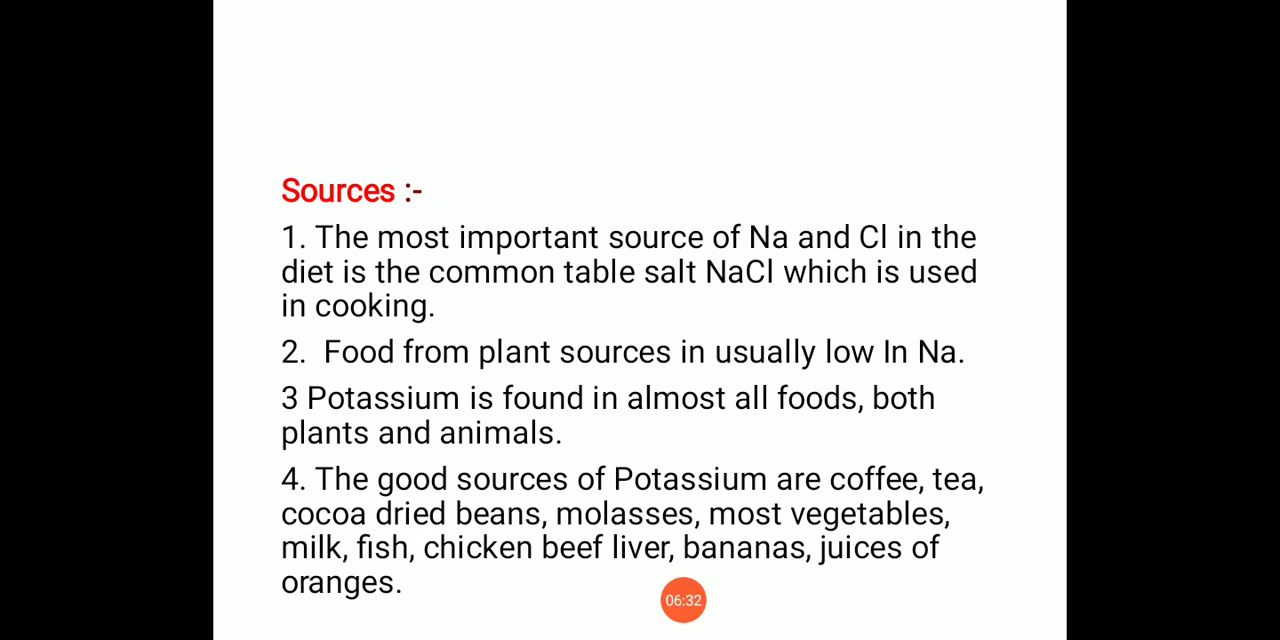 Sources :-
1. The most important source of Na and Cl in the
diet is the common table salt NaCl which is used
in cooking.
2.  Food from plant sources in usually low In Na.
3 Potassium is found in almost all foods, both
plants and animals.
4. The good sources of Potassium are coffee, tea,
cocoa dried beans, molasses, most vegetables,
milk, fish, chicken beef liver, bananas, juices of
oranges.
06:32